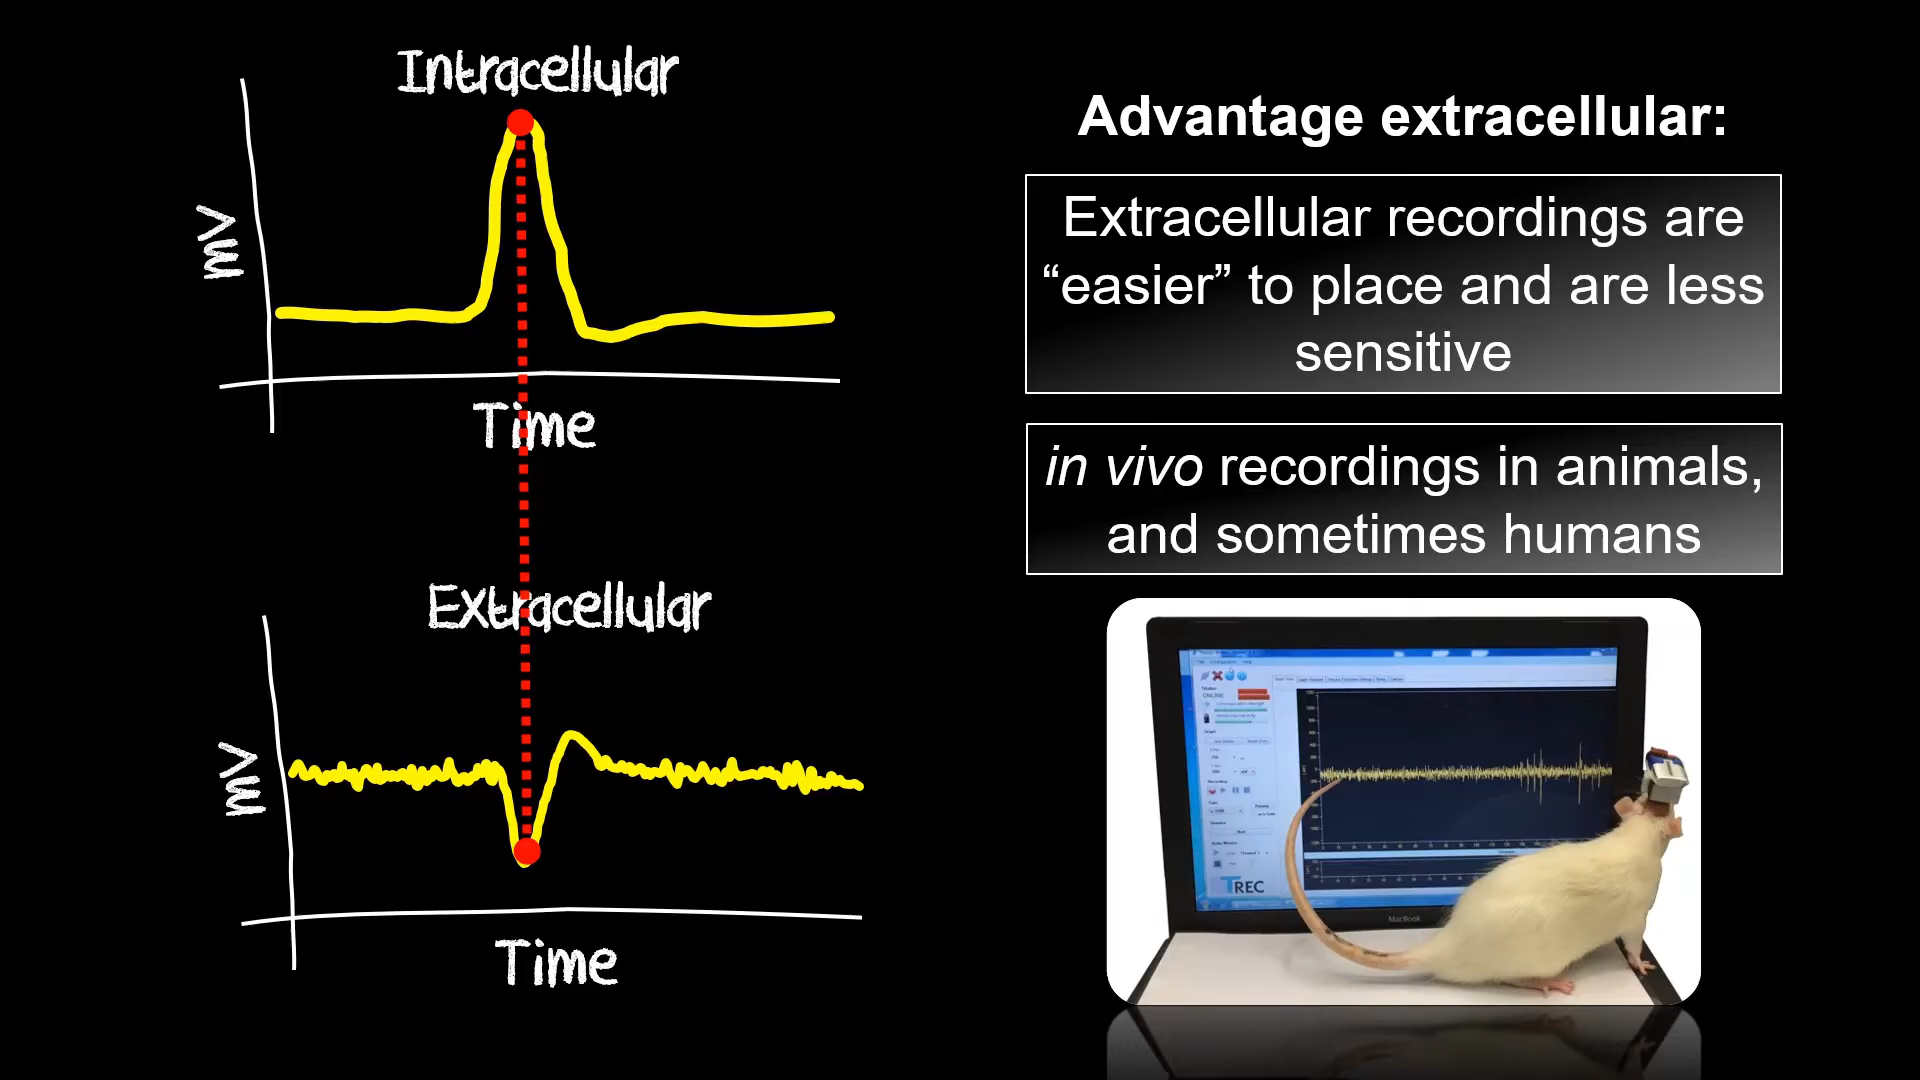 Intracellular
mV
Time
Extracellular
mV
Time
Advantage extracellular:
Extracellular recordings are
“easier” to place and are less
sensitive
in vivo recordings in animals,
and sometimes humans
ONLINE
TREC
MacBook